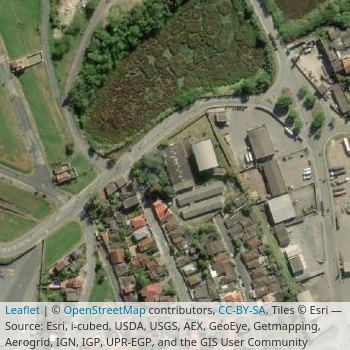 Leaflet | © OpenStreetMap contributors, CC-BY-SA, Tiles © Esri —
Source: Esri, i-cubed, USDA, USGS, AEX, GeoEye, Getmapping,
Aerogrid, IGN, IGP, UPR-EGP, and the GIS User Community